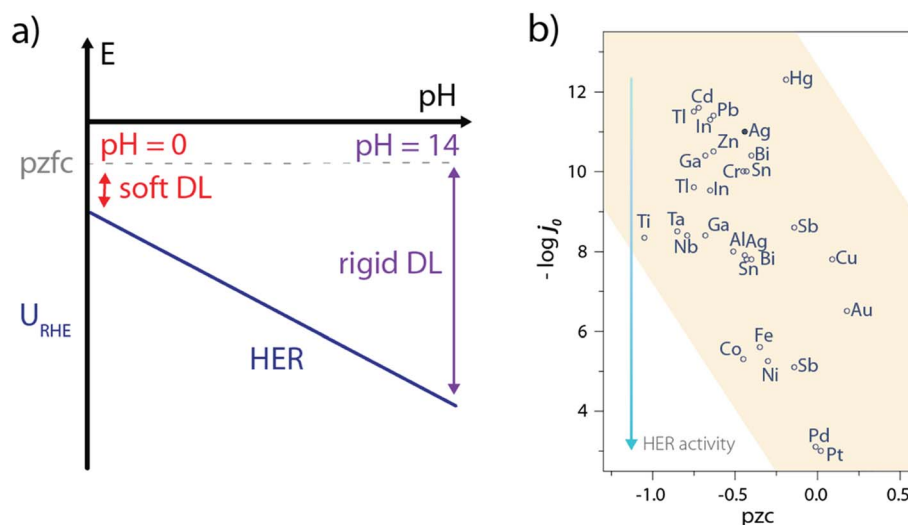 a)
E
pH
pH = 0
pH = 14
pzfc
soft DL
rigid DL
U_RHE
HER
b)
- log j₀
12
10
8
6
4
-1.0
-0.5
0.0
0.5
pzc
HER activity
Hg
Cd
Pb
Tl
In
Ag
Zn
Ga
Bi
Cr
Sn
Tl
In
Ti
Ta
Nb
Ga
Sb
Al
Ag
Sn
Bi
Cu
Au
Co
Fe
Ni
Sb
Pd
Pt